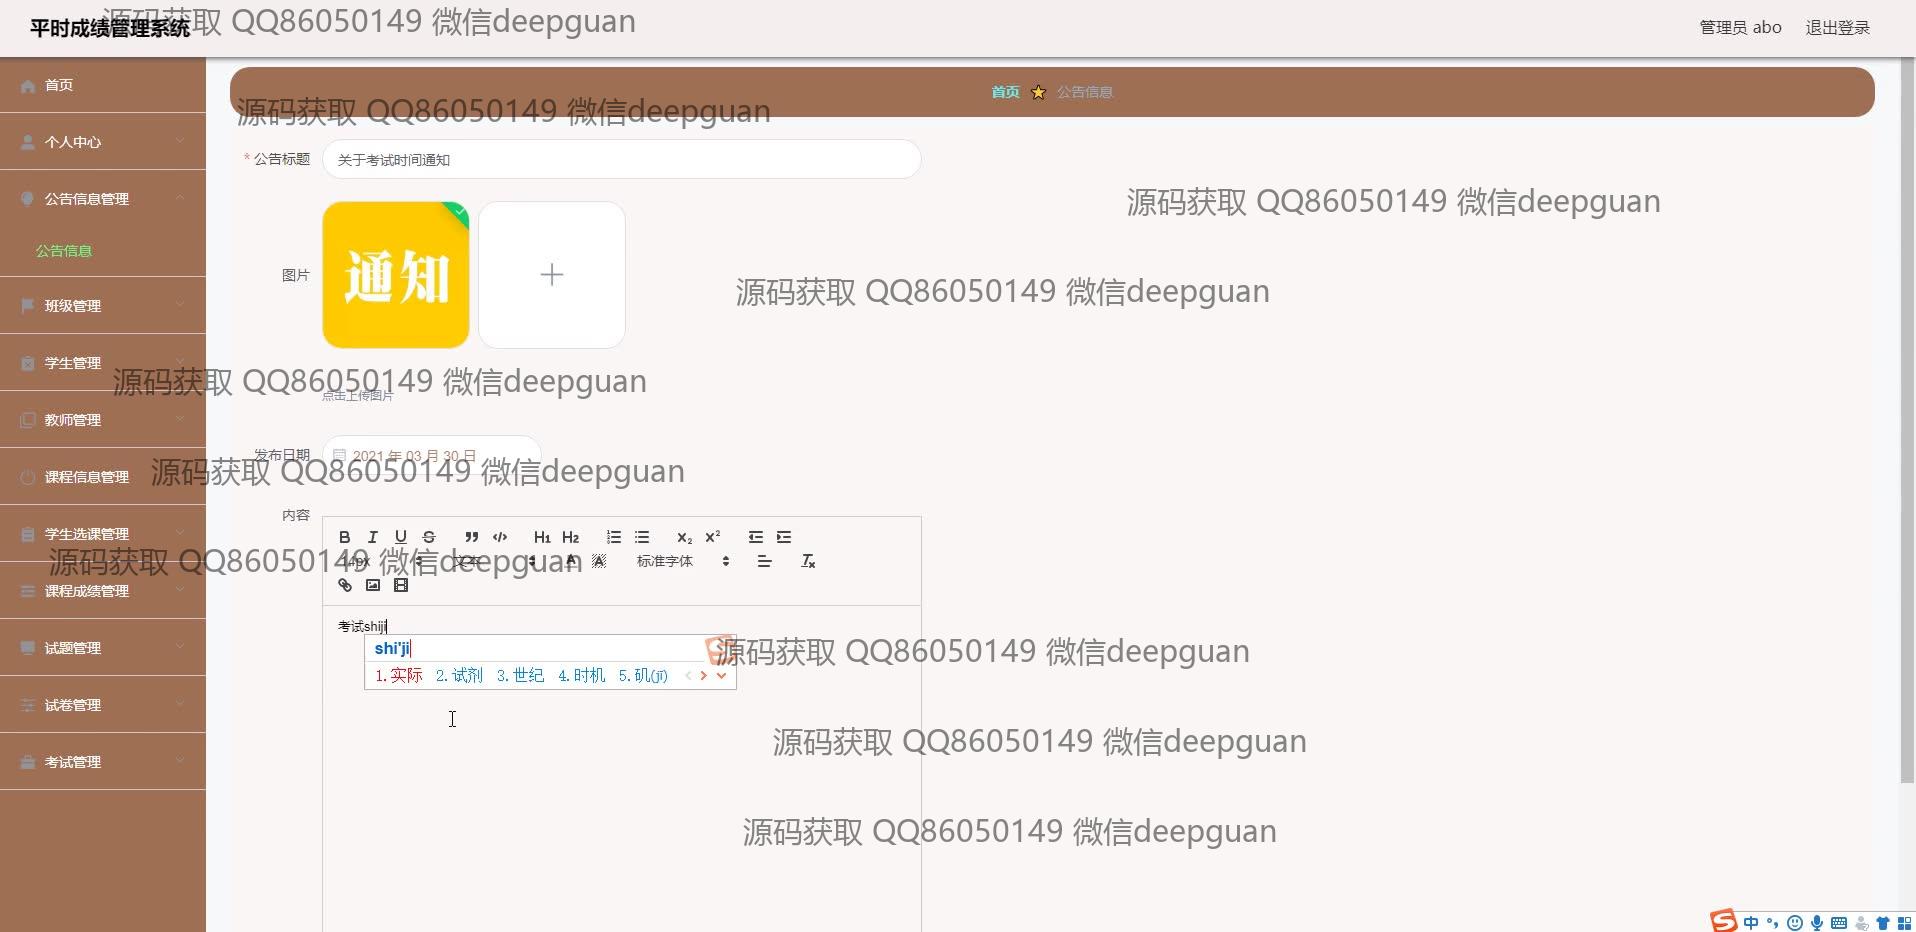 平时成绩管理系统
源码获取 QQ86050149 微信deepguan
管理员 abo
退出登录
首页
首页
公告信息
源码获取 QQ86050149 微信deepguan
个人中心
* 公告标题
关于考试时间通知
公告信息管理
源码获取 QQ86050149 微信deepguan
公告信息
图片
通知
源码获取 QQ86050149 微信deepguan
班级管理
学生管理
源码获取 QQ86050149 微信deepguan
点击上传图片
教师管理
发布日期
2021 年 03 月 30 日
课程信息管理
源码获取 QQ86050149 微信deepguan
内容
学生选课管理
B I U S H1 H2 X2 X2
源码获取 QQ86050149 微信deepguan
14px
文本
A
A
标准字体
Tx
课程成绩管理
考试shiji
试题管理
shi'ji
源码获取 QQ86050149 微信deepguan
1.实际 2.试剂 3.世纪 4.时机 5.矶(jī)
试卷管理
源码获取 QQ86050149 微信deepguan
考试管理
源码获取 QQ86050149 微信deepguan
S 中